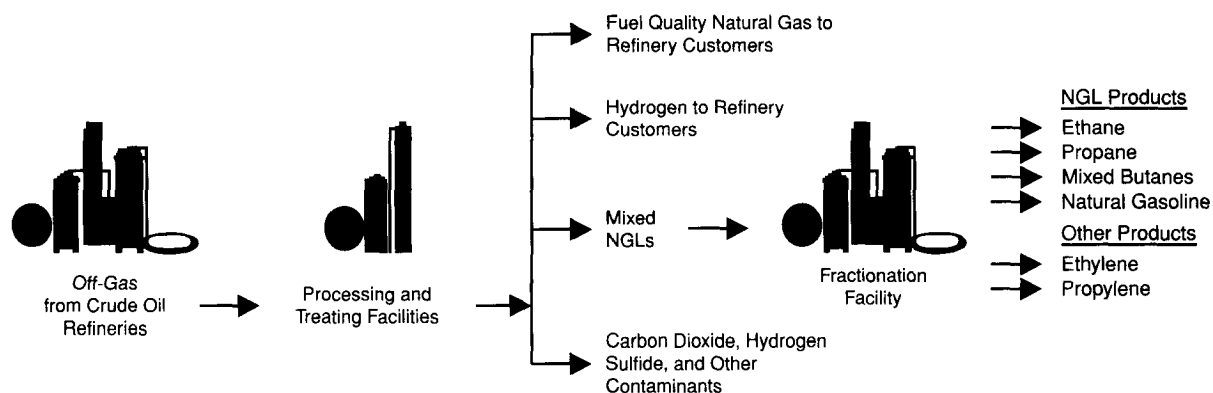 Off-Gas
from Crude Oil
Refineries
Processing and
Treating Facilities
Fuel Quality Natural Gas to
Refinery Customers
Hydrogen to Refinery
Customers
Mixed
NGLs
Carbon Dioxide, Hydrogen
Sulfide, and Other
Contaminants
Fractionation
Facility
NGL Products
Ethane
Propane
Mixed Butanes
Natural Gasoline
Other Products
Ethylene
Propylene